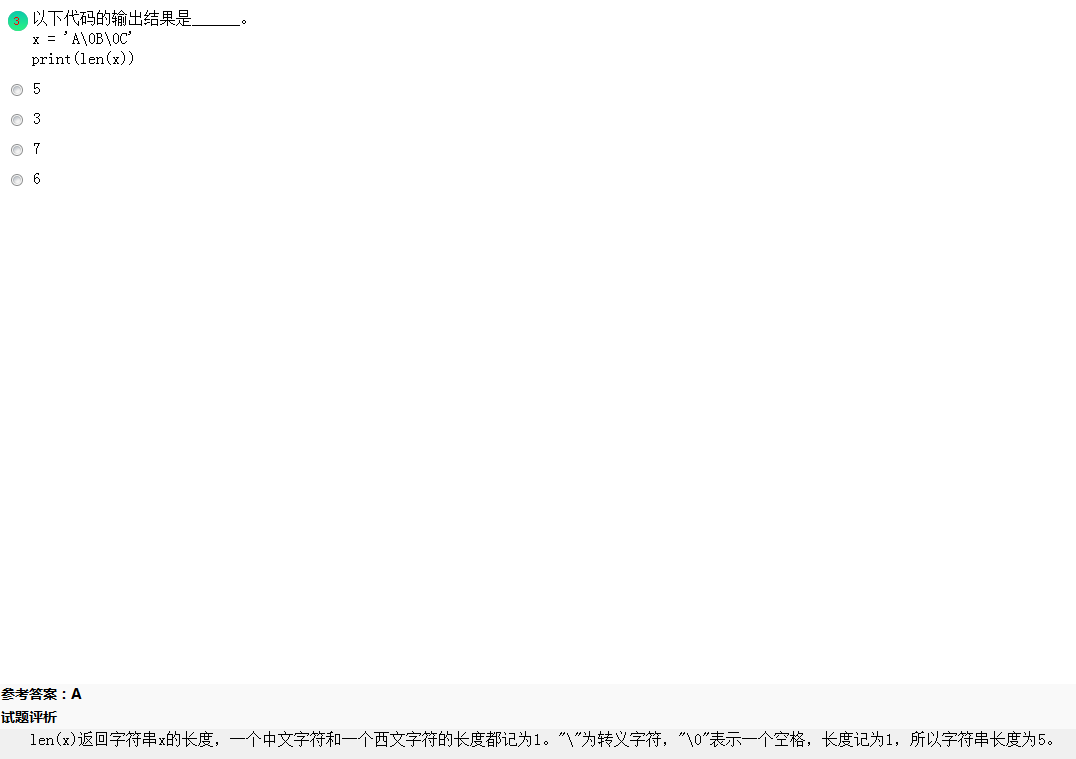 3 以下代码的输出结果是______。
x = 'A\0B\0C'
print(len(x))
5
3
7
6
参考答案：A
试题评析
len(x)返回字符串x的长度，一个中文字符和一个西文字符的长度都记为1。"\"为转义字符，"\0"表示一个空格，长度记为1，所以字符串长度为5。